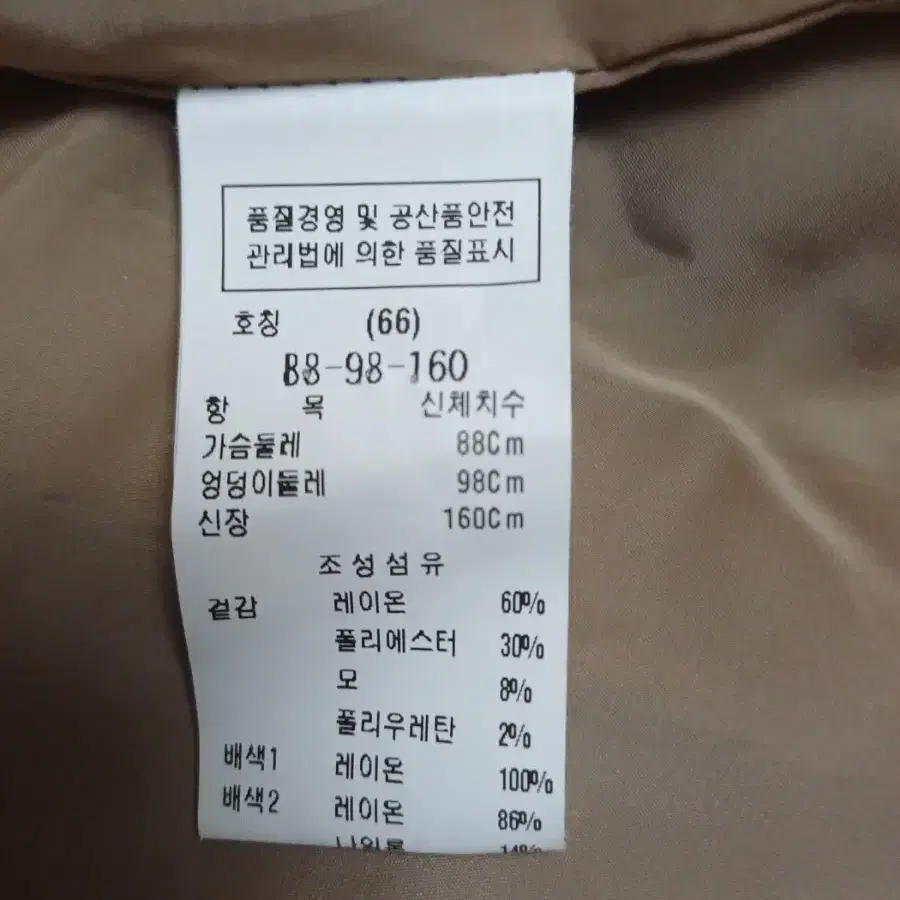 품질경영 및 공산품안전
관리법에 의한 품질표시
호칭 (66)
88-98-160
항 목 신체치수
가슴둘레 88Cm
엉덩이둘레 98Cm
신장 160Cm
조성섬유
겉감 레이온 60%
폴리에스터 30%
모 8%
폴리우레탄 2%
배색1 레이온 100%
배색2 레이온 86%
나일론 14%